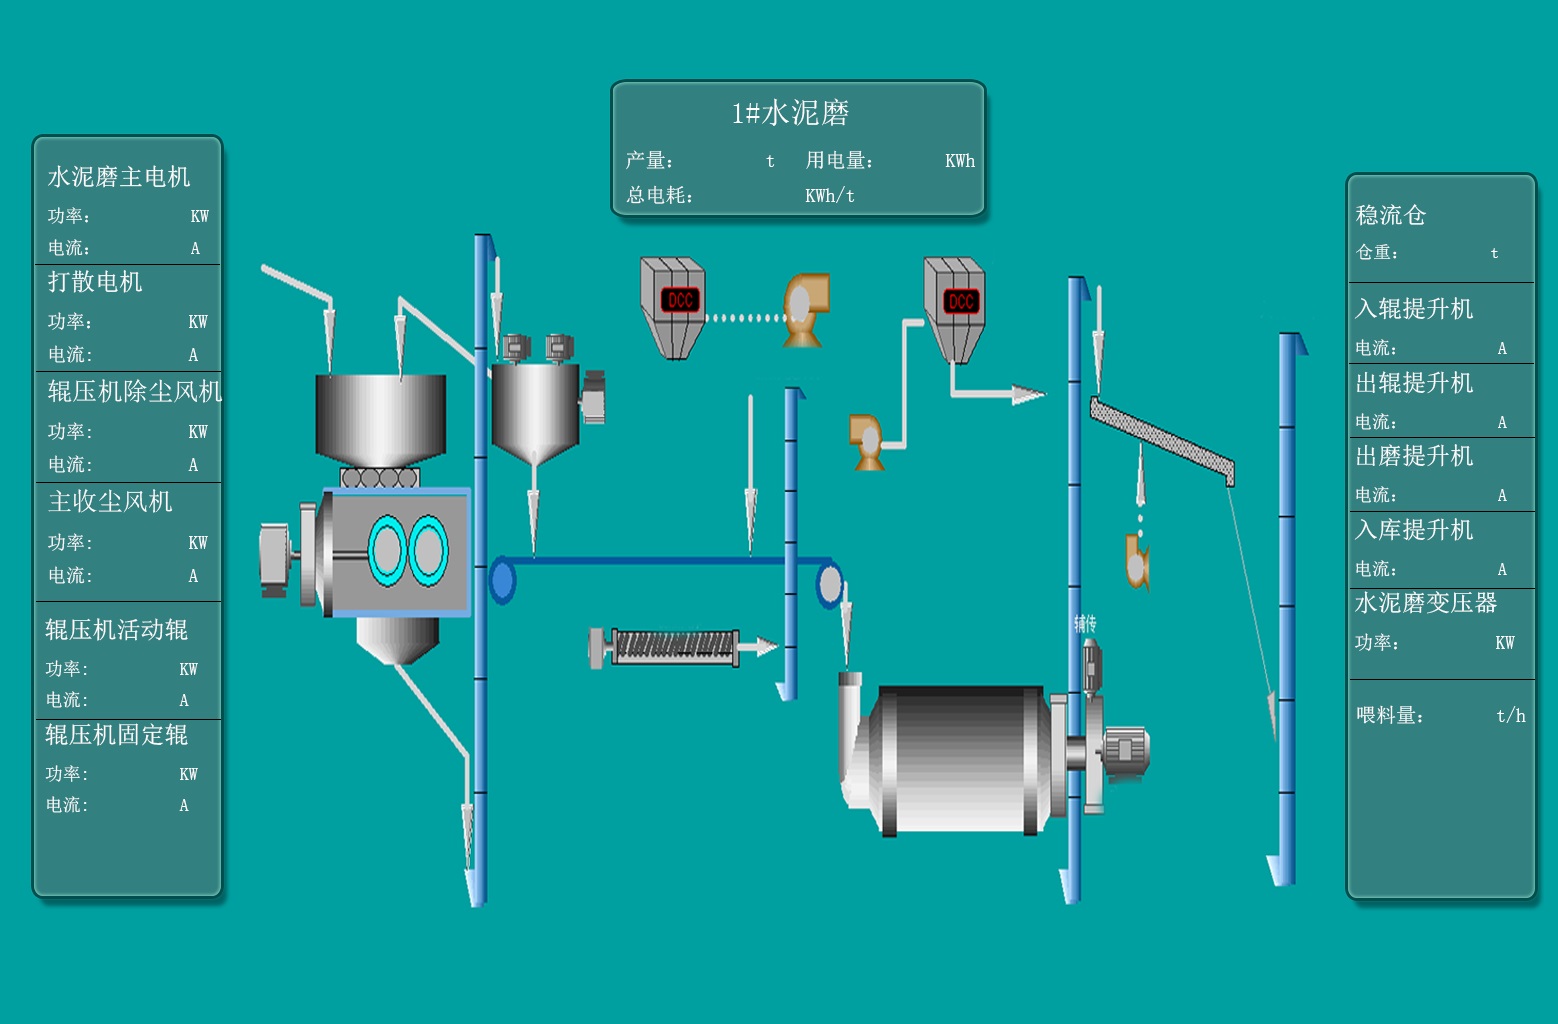 1#水泥磨
产量： t 用电量： KWh
总电耗： KWh/t
水泥磨主电机
功率： KW
电流： A
打散电机
功率： KW
电流： A
辊压机除尘风机
功率： KW
电流： A
主收尘风机
功率： KW
电流： A
辊压机活动辊
功率： KW
电流： A
辊压机固定辊
功率： KW
电流： A
DCC
DCC
辅传
稳流仓
仓重： t
入辊提升机
电流： A
出辊提升机
电流： A
出磨提升机
电流： A
入库提升机
电流： A
水泥磨变压器
功率： KW
喂料量： t/h